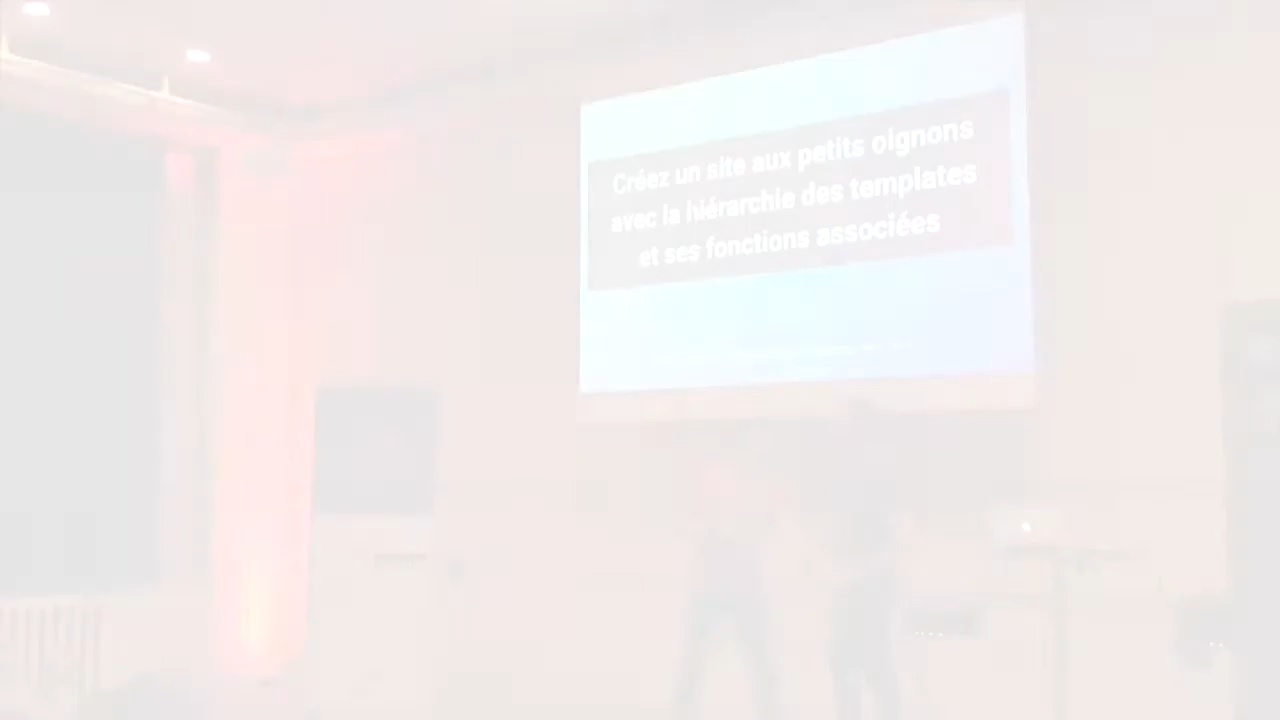 Créez un site aux petits oignons
avec la hiérarchie des templates
et ses fonctions associées